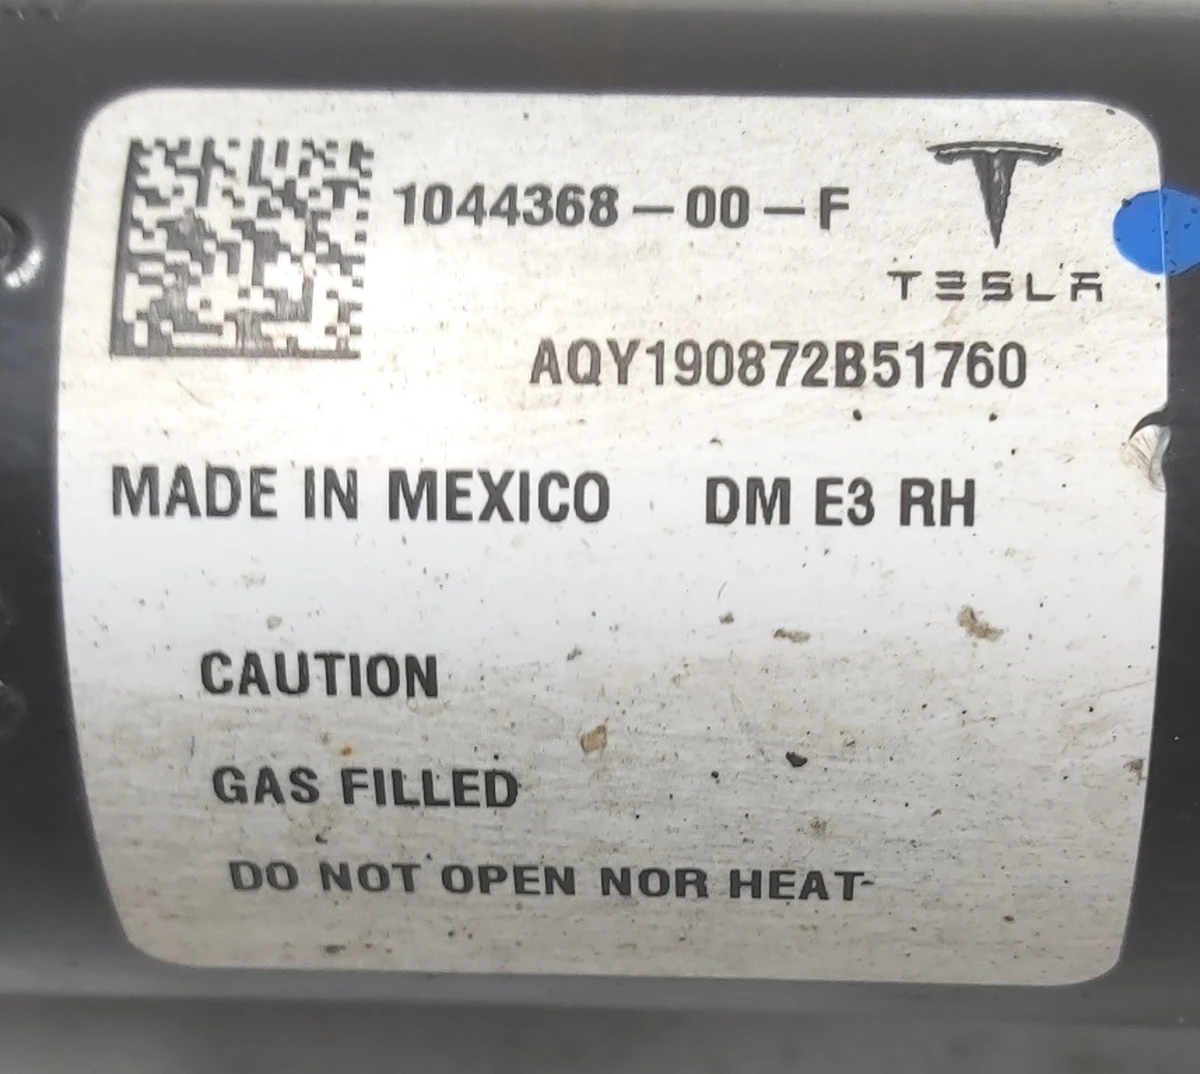 1044368-00-F
TESLA
AQY190872B51760
MADE IN MEXICO DM E3 RH
CAUTION
GAS FILLED
DO NOT OPEN NOR HEAT